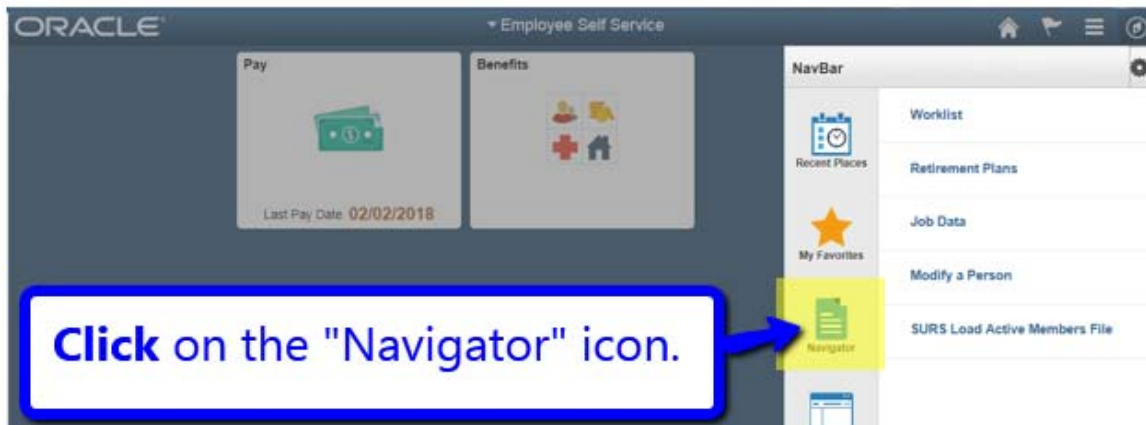 ORACLE
Employee Self Service
Pay
Last Pay Date 02/02/2018
Benefits
NavBar
Recent Places
My Favorites
Navigator
Worklist
Retirement Plans
Job Data
Modify a Person
SURS Load Active Members File
Click on the "Navigator" icon.